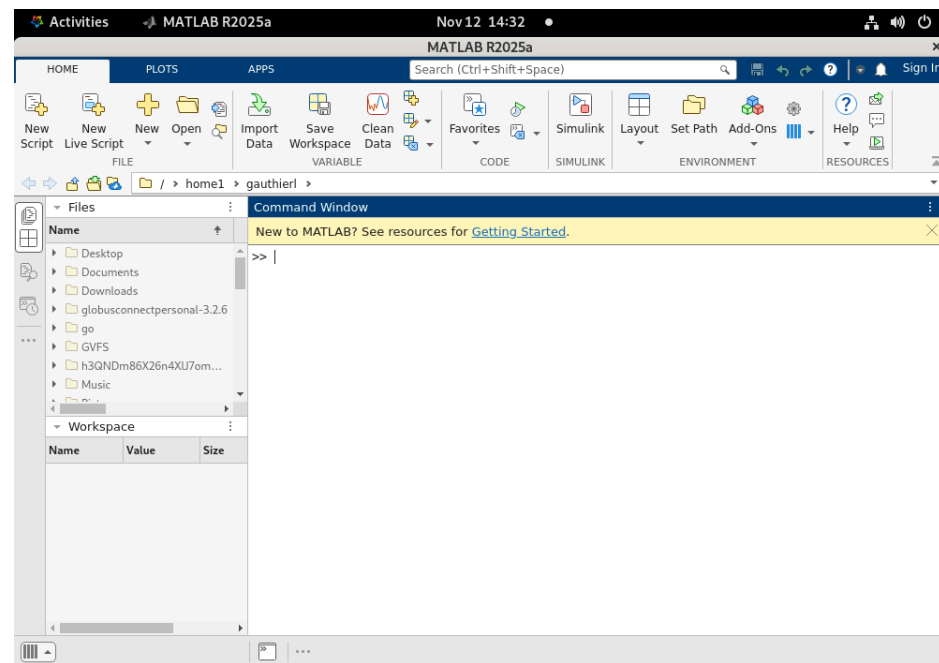 Activities MATLAB R2025a Nov 12 14:32
MATLAB R2025a
HOME PLOTS APPS Search (Ctrl+Shift+Space) Sign In
New Script New Live Script New Open Import Data Save Workspace Clean Data Favorites Simulink Layout Set Path Add-Ons Help
FILE VARIABLE CODE SIMULINK ENVIRONMENT RESOURCES
/ home1 gauthierl
Files
Name
Desktop
Documents
Downloads
globusconnectpersonal-3.2.6
go
GVFS
h3QNDm86X26n4XlJ7om...
Music
Workspace
Name Value Size
Command Window
New to MATLAB? See resources for Getting Started.
>>